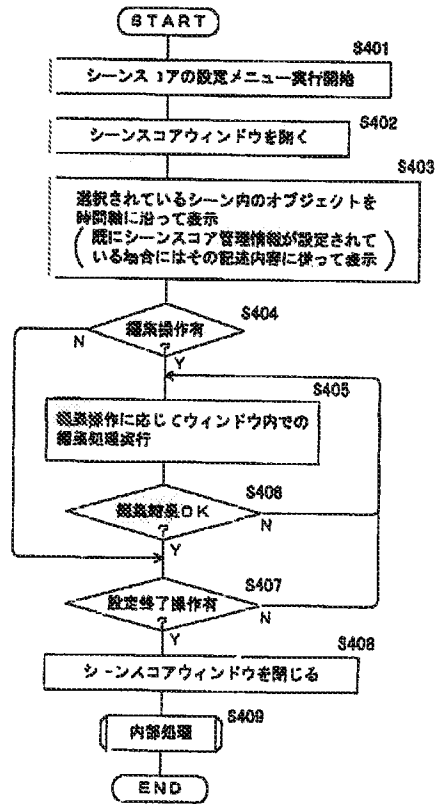 START
S401
シーンスコアの設定メニュー実行開始
S402
シーンスコアウィンドウを開く
S403
選択されているシーン内のオブジェクトを
時間軸に沿って表示
(既にシーンスコア管理情報が設定されて
いる場合にはその記述内容に従って表示)
S404
編集操作有
?
N
Y
S405
編集操作に応じてウィンドウ内での
編集処理実行
S406
編集結果OK
?
N
Y
S407
設定終了操作有
?
N
Y
S408
シーンスコアウィンドウを閉じる
S409
内部処理
END